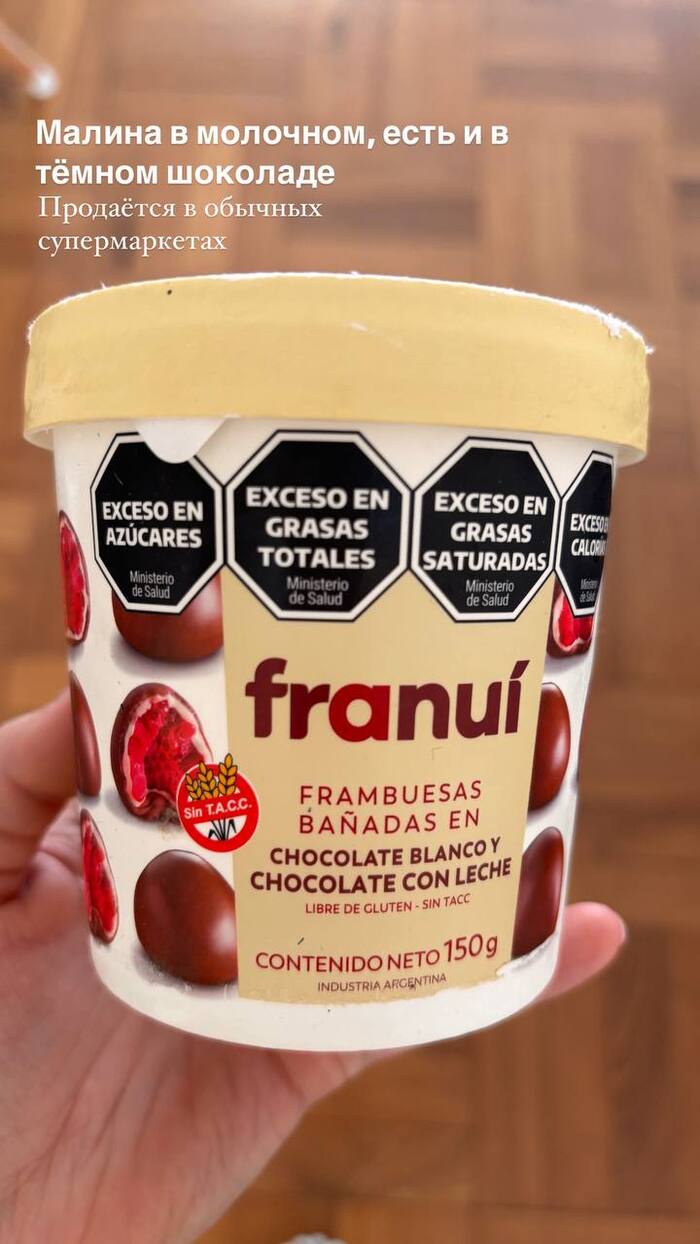 Малина в молочном, есть и в
тёмном шоколаде
Продаётся в обычных
супермаркетах
EXCESO EN
AZÚCARES
Ministerio
de Salud
EXCESO EN
GRASAS
TOTALES
Ministerio
de Salud
EXCESO EN
GRASAS
SATURADAS
Ministerio
de Salud
EXCESO
franuí
Sin T.A.C.C.
FRAMBUESAS
BAÑADAS EN
CHOCOLATE BLANCO Y
CHOCOLATE CON LECHE
LIBRE DE GLUTEN - SIN TACC
CONTENIDO NETO 150g
INDUSTRIA ARGENTINA